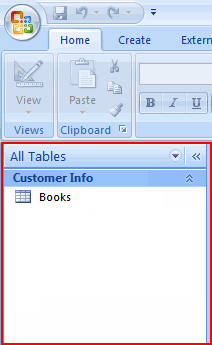 Home Create Extern
View Paste
B I U
Views Clipboard
All Tables
Customer Info
Books